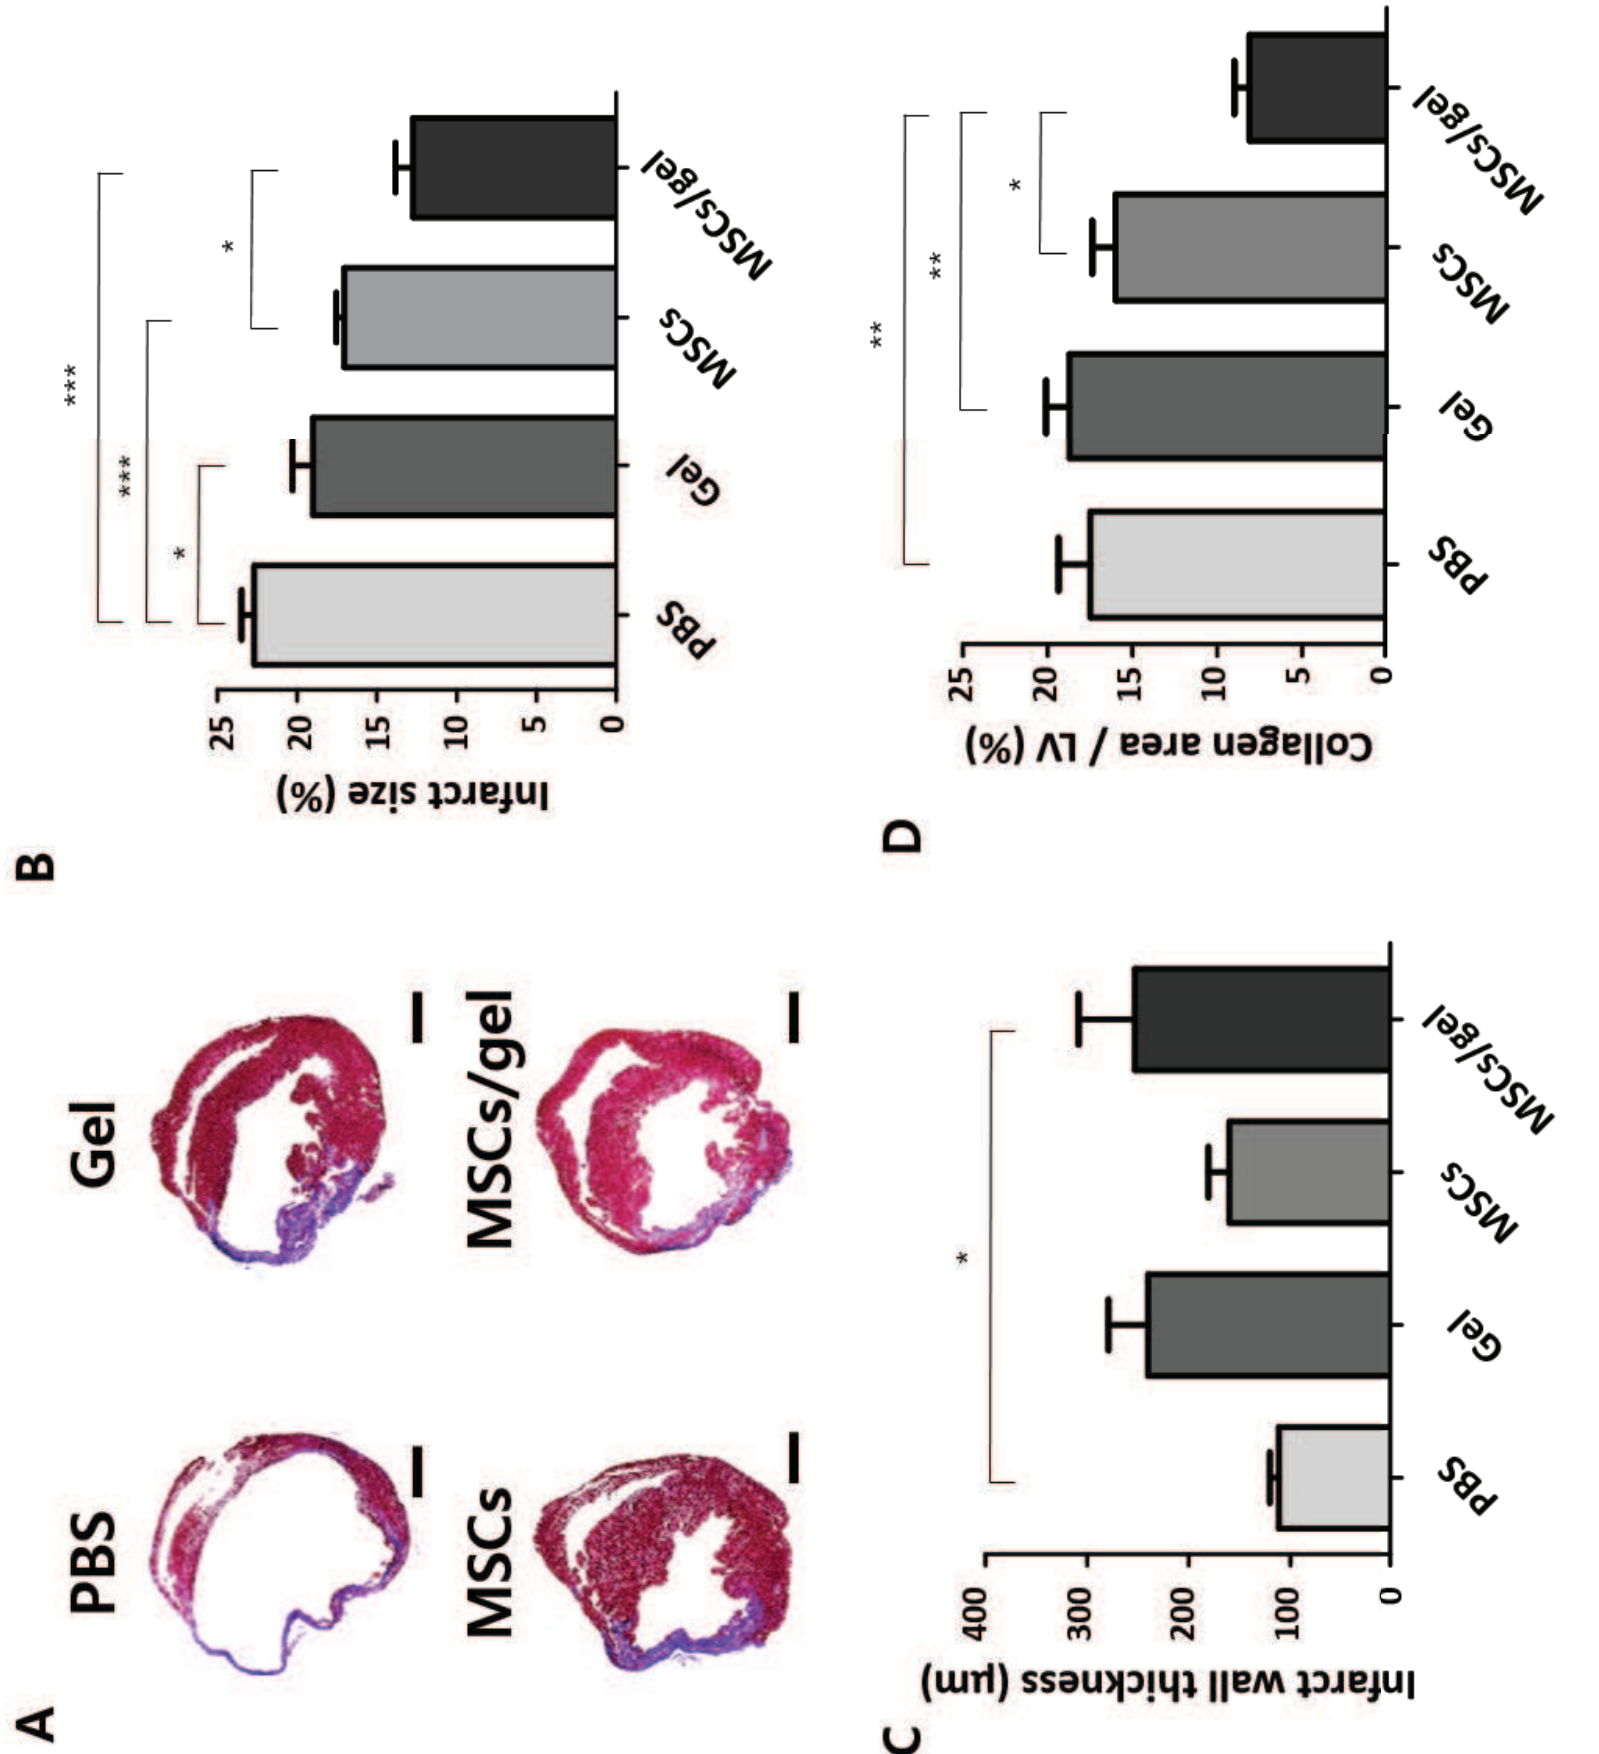 A
PBS
Gel
MSCs
MSCs/gel
B
Infarct size (%)
25
20
15
10
5
0
***
***
*
*
PBS
Gel
MSCs
MSCs/gel
C
Infarct wall thickness (μm)
400
300
200
100
0
*
PBS
Gel
MSCs
MSCs/gel
D
Collagen area / LV (%)
25
20
15
10
5
0
**
**
*
PBS
Gel
MSCs
MSCs/gel